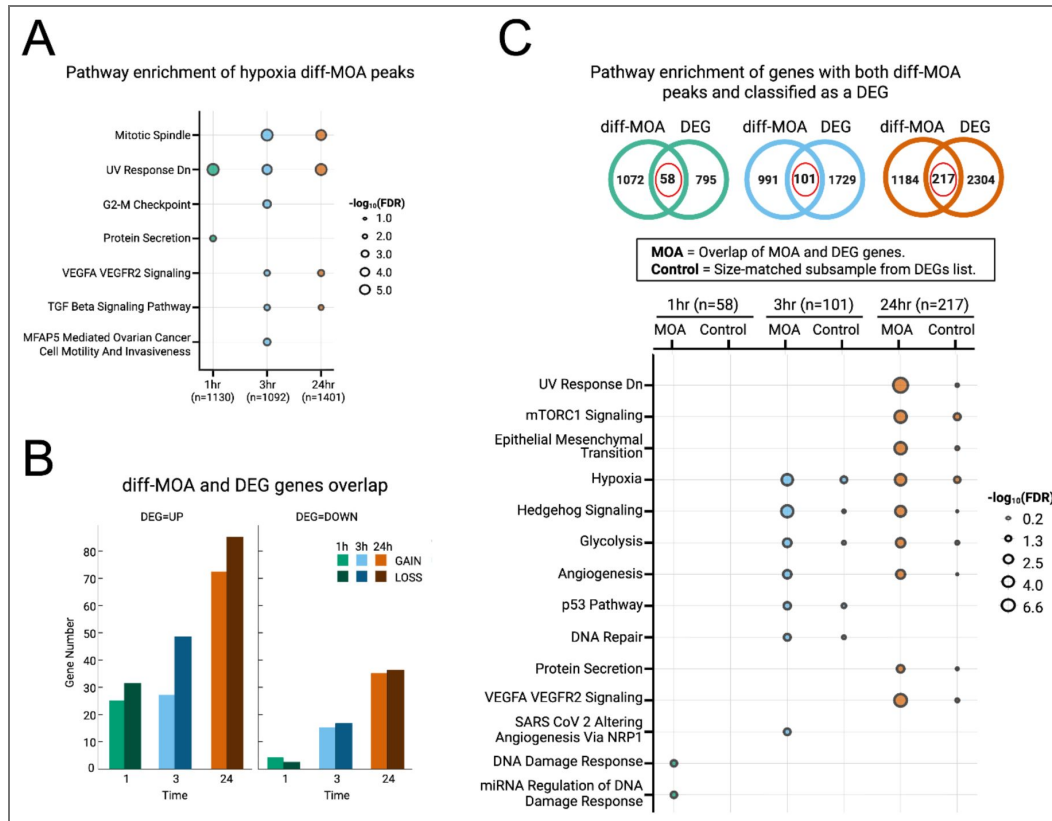 A
Pathway enrichment of hypoxia diff-MOA peaks
Mitotic Spindle
UV Response Dn
G2-M Checkpoint
Protein Secretion
VEGFA VEGFR2 Signaling
TGF Beta Signaling Pathway
MFAP5 Mediated Ovarian Cancer
Cell Motility And Invasiveness
1hr
(n=1130)
3hr
(n=1092)
24hr
(n=1401)
-log₁₀(FDR)
1.0
2.0
3.0
4.0
5.0
B
diff-MOA and DEG genes overlap
DEG=UP
DEG=DOWN
1h 3h 24h
GAIN
LOSS
Gene Number
80
70
60
50
40
30
20
10
0
1 3 24
Time
1 3 24
Time
C
Pathway enrichment of genes with both diff-MOA
peaks and classified as a DEG
diff-MOA DEG
1072 58 795
diff-MOA DEG
991 101 1729
diff-MOA DEG
1184 217 2304
MOA = Overlap of MOA and DEG genes.
Control = Size-matched subsample from DEGs list.
1hr (n=58) 3hr (n=101) 24hr (n=217)
MOA Control MOA Control MOA Control
UV Response Dn
mTORC1 Signaling
Epithelial Mesenchymal
Transition
Hypoxia
Hedgehog Signaling
Glycolysis
Angiogenesis
p53 Pathway
DNA Repair
Protein Secretion
VEGFA VEGFR2 Signaling
SARS CoV 2 Altering
Angiogenesis Via NRP1
DNA Damage Response
miRNA Regulation of DNA
Damage Response
-log₁₀(FDR)
0.2
1.3
2.5
4.0
6.6